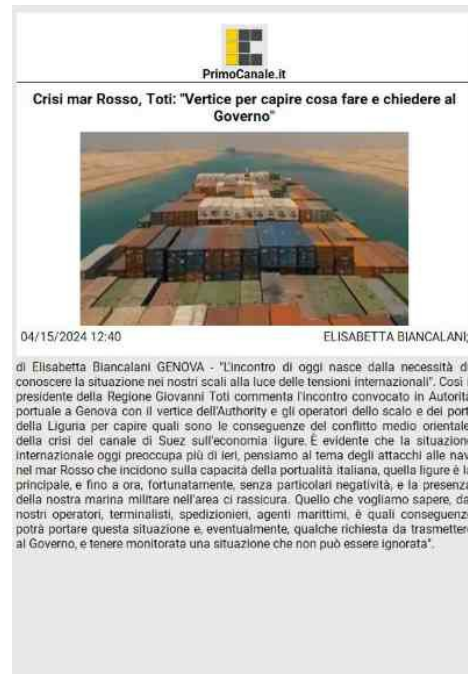 PrimoCanale.it
Crisi mar Rosso, Toti: "Vertice per capire cosa fare e chiedere al
Governo"
04/15/2024 12:40 ELISABETTA BIANCALANI;
di Elisabetta Biancalani GENOVA - "L'incontro di oggi nasce dalla necessità d
conoscere la situazione nei nostri scali alla luce delle tensioni internazionali". Così i
presidente della Regione Giovanni Toti commenta l'incontro convocato in Autorità
portuale a Genova con il vertice dell'Authority e gli operatori dello scalo e dei port
della Liguria per capire quali sono le conseguenze del conflitto medio orientale
della crisi del canale di Suez sull'economia ligure. È evidente che la situazione
internazionale oggi preoccupa più di ieri, pensiamo al tema degli attacchi alle nav
nel mar Rosso che incidono sulla capacità della portualità italiana, quella ligure è la
principale, e fino a ora, fortunatamente, senza particolari negatività, e la presenza
della nostra marina militare nell'area ci rassicura. Quello che vogliamo sapere, da
nostri operatori, terminalisti, spedizionieri, agenti marittimi, è quali conseguenze
potrà portare questa situazione e, eventualmente, qualche richiesta da trasmettere
al Governo, e tenere monitorata una situazione che non può essere ignorata".